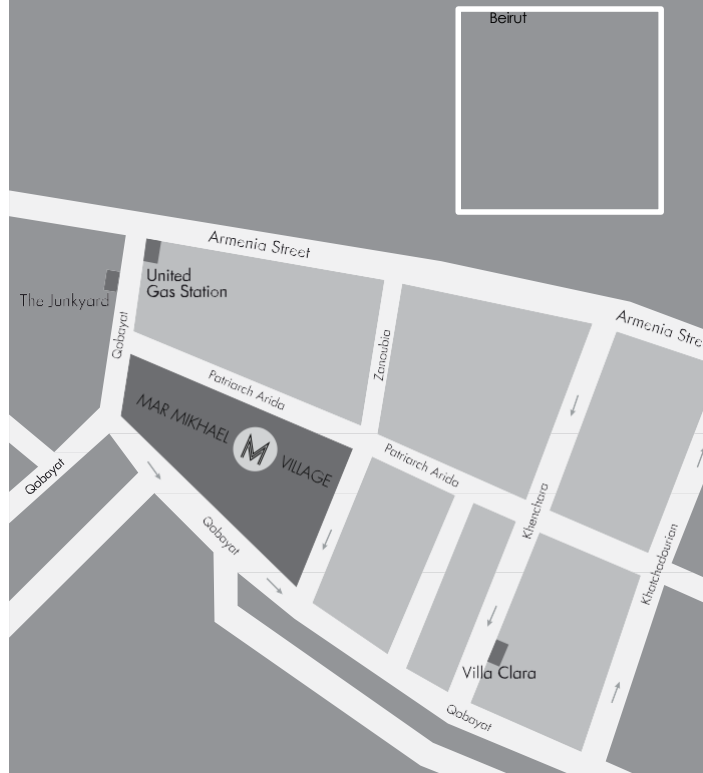 Beirut
Armenia Street
United
Gas Station
The Junkyard
Armenia Stre
Qobayat
Zanoubia
Patriarch Arida
MAR MIKHAEL
M
VILLAGE
Patriarch Arida
Qobayat
Khenchara
Qobayat
Khatchadourian
Villa Clara
Qobayat